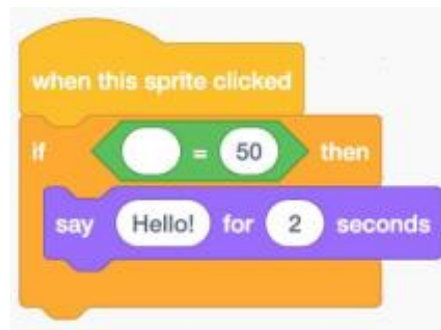 when this sprite clicked
if = 50 then
say Hello! for 2 seconds